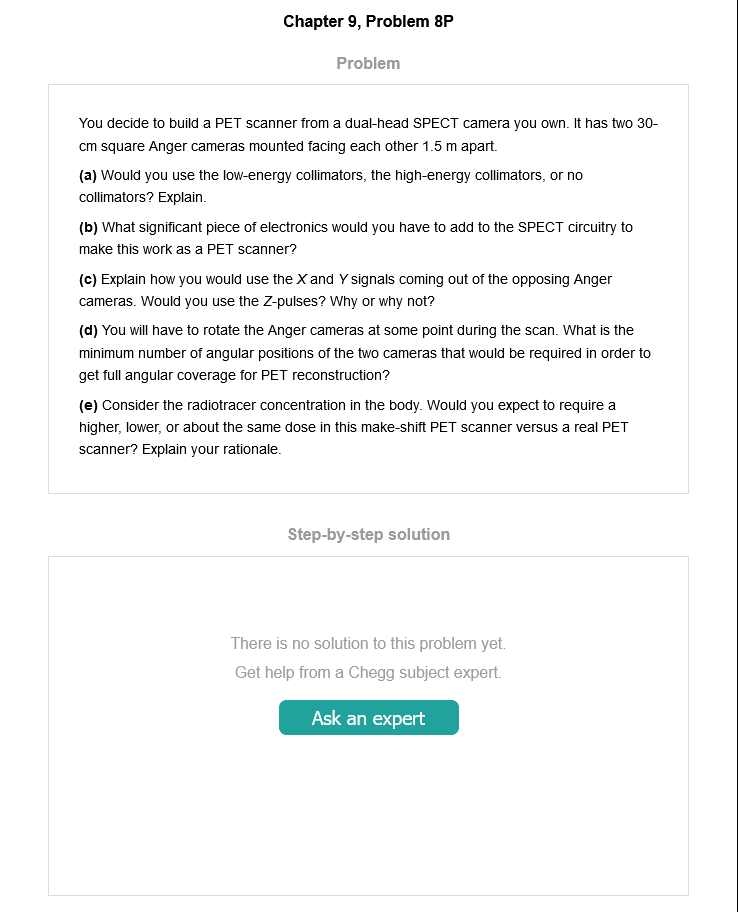 Chapter 9, Problem 8P
Problem
You decide to build a PET scanner from a dual-head SPECT camera you own. It has two 30-
cm square Anger cameras mounted facing each other 1.5 m apart.
(a) Would you use the low-energy collimators, the high-energy collimators, or no
collimators? Explain.
(b) What significant piece of electronics would you have to add to the SPECT circuitry to
make this work as a PET scanner?
(c) Explain how you would use the X and Y signals coming out of the opposing Anger
cameras. Would you use the Z-pulses? Why or why not?
(d) You will have to rotate the Anger cameras at some point during the scan. What is the
minimum number of angular positions of the two cameras that would be required in order to
get full angular coverage for PET reconstruction?
(e) Consider the radiotracer concentration in the body. Would you expect to require a
higher, lower, or about the same dose in this make-shift PET scanner versus a real PET
scanner? Explain your rationale.
Step-by-step solution
There is no solution to this problem yet.
Get help from a Chegg subject expert.
Ask an expert